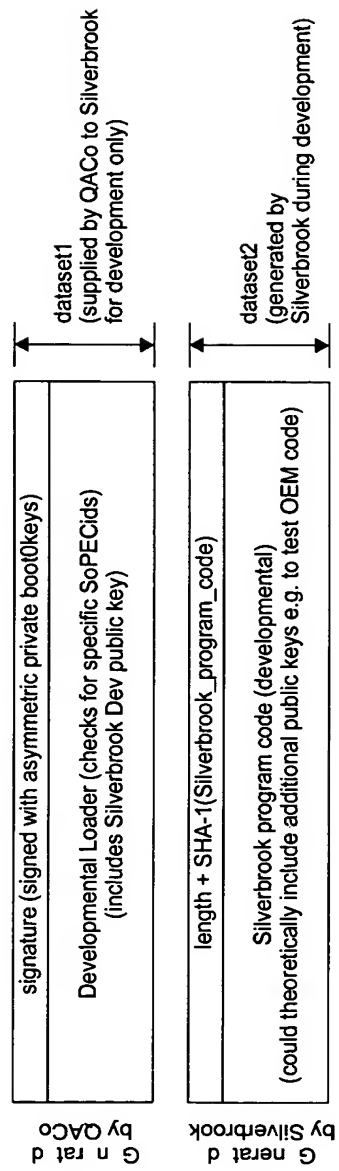 G n rat d
by QACo
signature (signed with asymmetric private boot0keys)
Developmental Loader (checks for specific SoPECids)
(includes Silverbrook Dev public key)
dataset1
(supplied by QACo to Silverbrook
for development only)
G nerat d
by Silverbrook
length + SHA-1(Silverbrook_program_code)
Silverbrook program code (developmental)
(could theoretically include additional public keys e.g. to test OEM code)
dataset2
(generated by
Silverbrook during development)